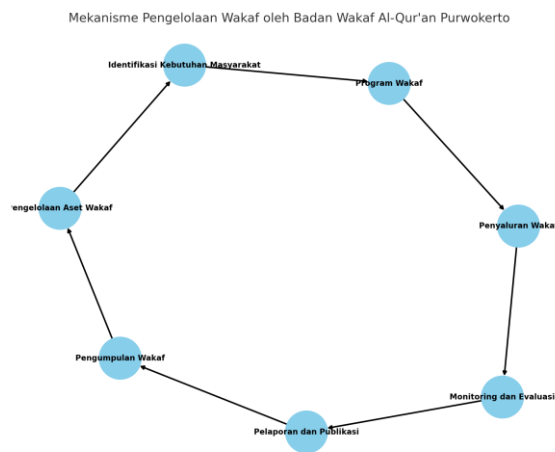 Mekanisme Pengelolaan Wakaf oleh Badan Wakaf Al-Qur'an Purwokerto
Identifikasi Kebutuhan Masyarakat
Program Wakaf
engelolaan Aset Wakaf
Penyaluran Waka
Pengumpulan Wakaf
Monitoring dan Evaluasi
Pelaporan dan Publikasi